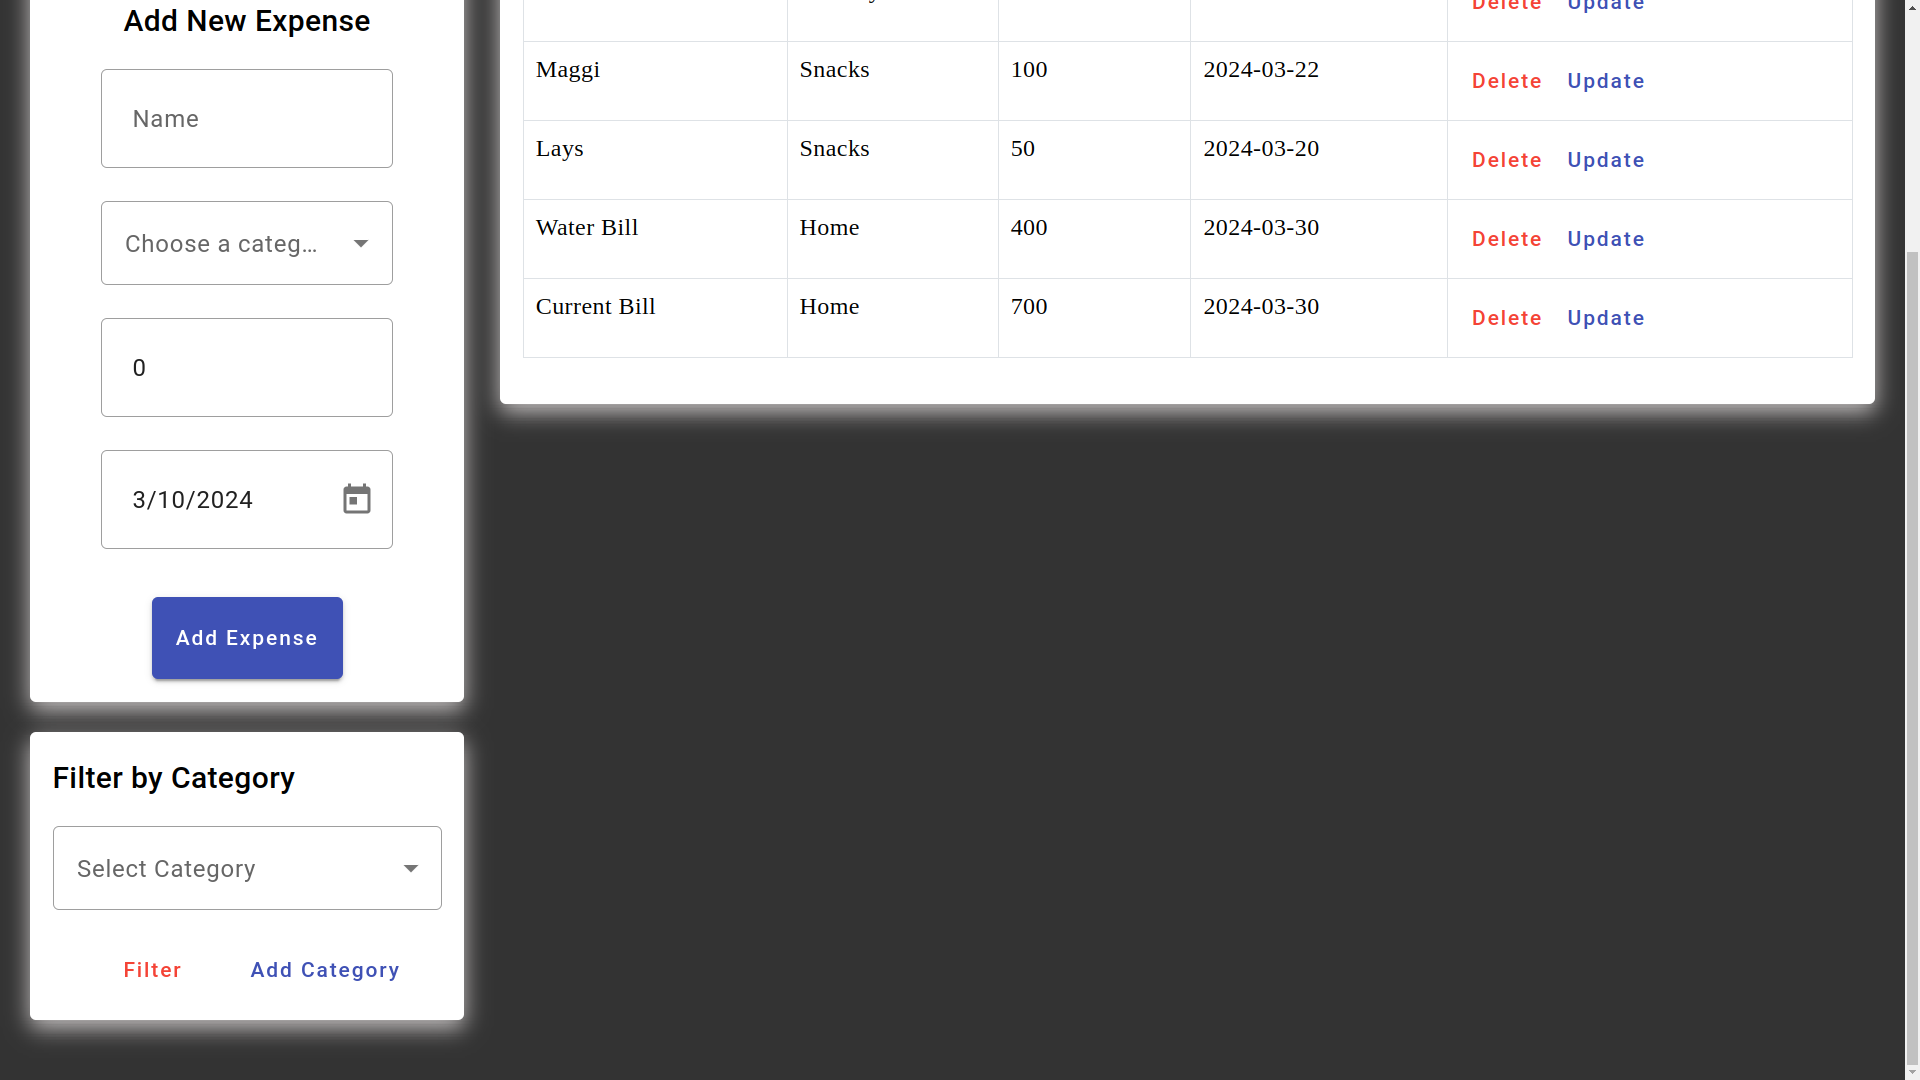 Add New Expense
Name
Choose a categ...
0
3/10/2024
Add Expense
Filter by Category
Select Category
Filter Add Category
Delete Update
Maggi Snacks 100 2024-03-22 Delete Update
Lays Snacks 50 2024-03-20 Delete Update
Water Bill Home 400 2024-03-30 Delete Update
Current Bill Home 700 2024-03-30 Delete Update